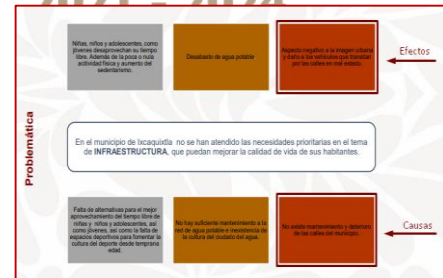 2021 - 2024
Niñas, niños y adolescentes, como
jóvenes desaprovechan su tiempo
libre. Además de la poca o nula
actividad física y aumento del
sedentarismo.
Desabasto de agua potable
Aspecto negativo a la imagen urbana
y daño a los vehículos que transitan
por las calles en mal estado.
Efectos
Problemática
En el municipio de Ixcaquixtla no se han atendido las necesidades prioritarias en el tema
de INFRAESTRUCTURA, que puedan mejorar la calidad de vida de sus habitantes.
Falta de alternativas para el mejor
aprovechamiento del tiempo libre de
niñas y niños y adolescentes, así
como jóvenes, así como la falta de
espacios deportivos para fomentar la
cultura del deporte desde temprana
edad.
No hay suficiente mantenimiento a la
red de agua potable e inexistencia de
la cultura del cuidado del agua.
No existe mantenimiento y deterioro
de las calles del municipio.
Causas